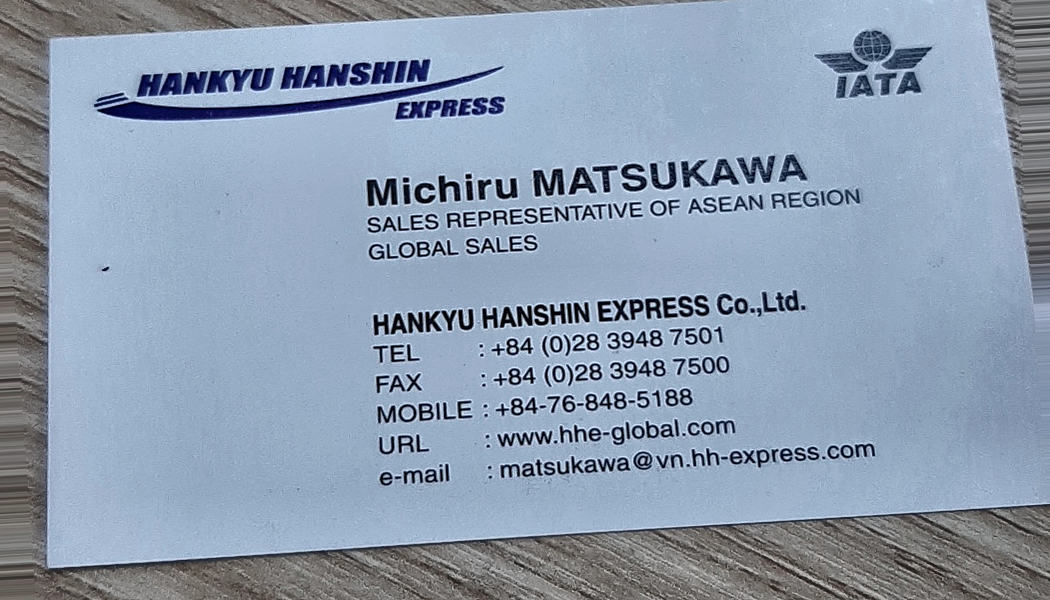 HANKYU HANSHIN
EXPRESS
IATA
Michiru MATSUKAWA
SALES REPRESENTATIVE OF ASEAN REGION
GLOBAL SALES
HANKYU HANSHIN EXPRESS Co.,Ltd.
TEL : +84 (0)28 3948 7501
FAX : +84 (0)28 3948 7500
MOBILE : +84-76-848-5188
URL : www.hhe-global.com
e-mail : matsukawa@vn.hh-express.com